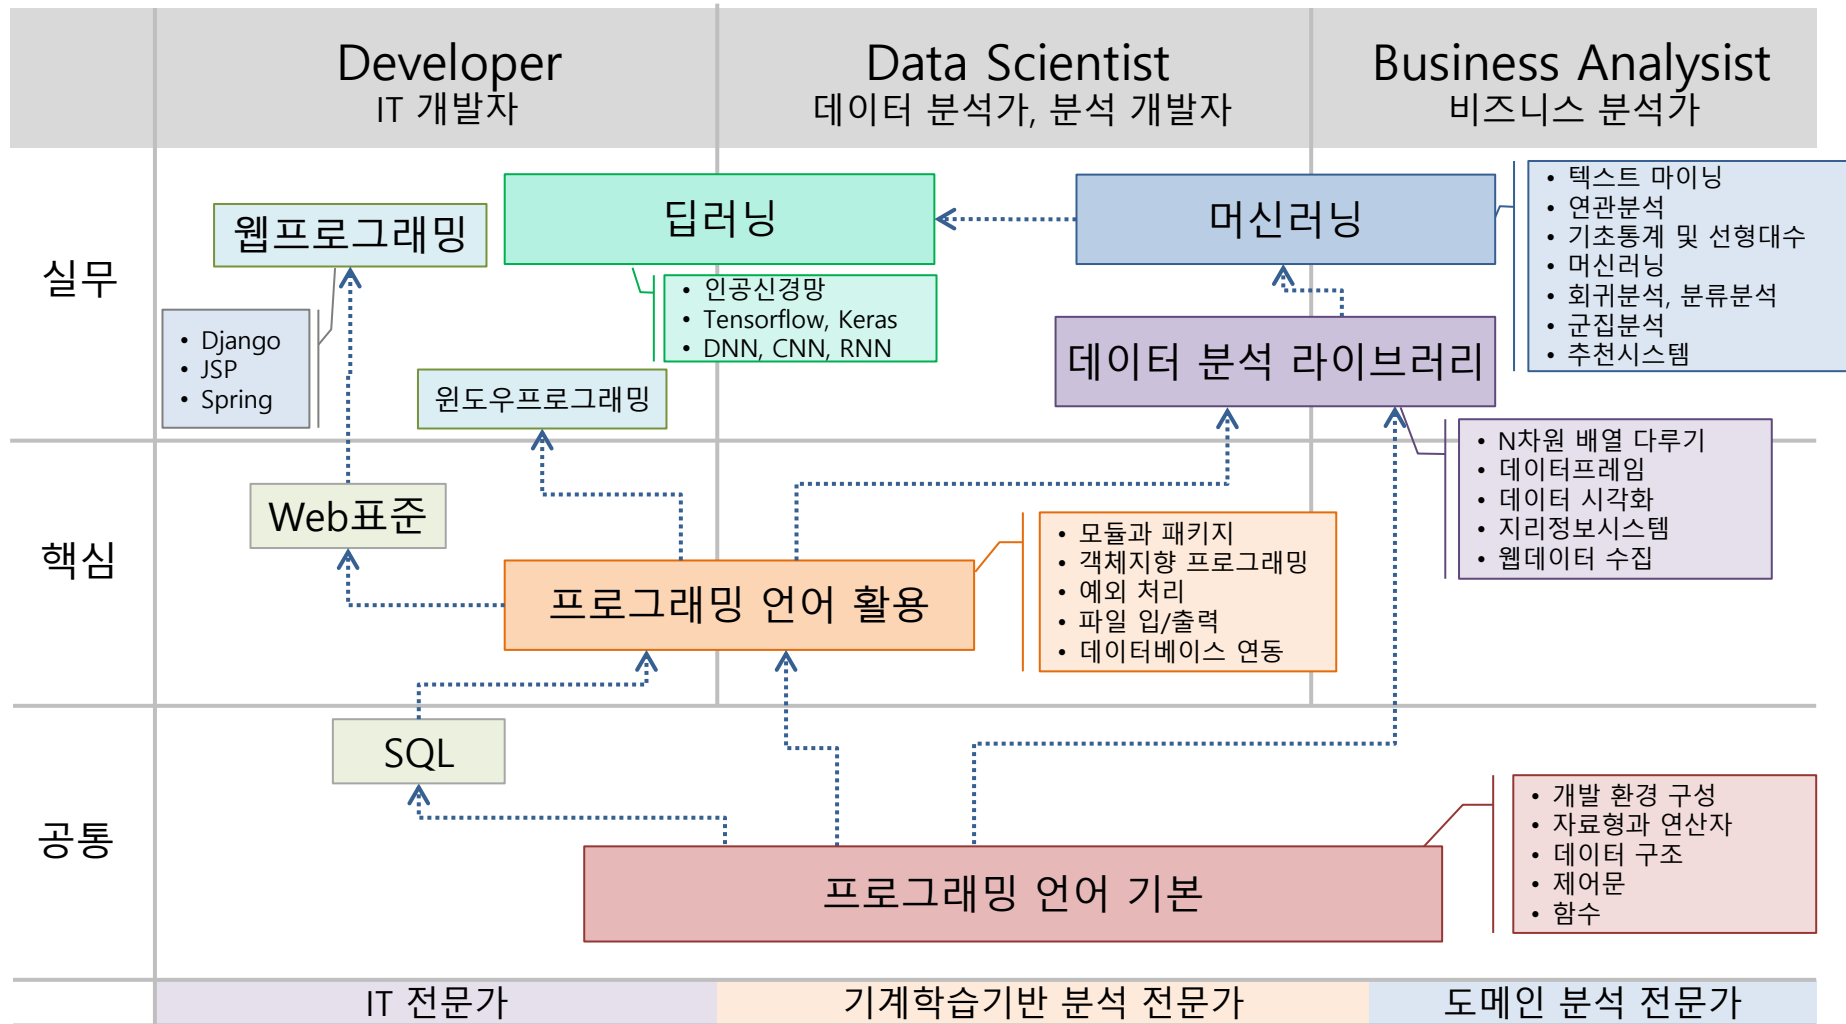 Developer
IT 개발자
Data Scientist
데이터 분석가, 분석 개발자
Business Analysist
비즈니스 분석가
실무
웹프로그래밍
• Django
• JSP
• Spring
딥러닝
• 인공신경망
• Tensorflow, Keras
• DNN, CNN, RNN
윈도우프로그래밍
머신러닝
• 텍스트 마이닝
• 연관분석
• 기초통계 및 선형대수
• 머신러닝
• 회귀분석, 분류분석
• 군집분석
• 추천시스템
데이터 분석 라이브러리
• N차원 배열 다루기
• 데이터프레임
• 데이터 시각화
• 지리정보시스템
• 웹데이터 수집
핵심
Web표준
프로그래밍 언어 활용
• 모듈과 패키지
• 객체지향 프로그래밍
• 예외 처리
• 파일 입/출력
• 데이터베이스 연동
공통
SQL
프로그래밍 언어 기본
• 개발 환경 구성
• 자료형과 연산자
• 데이터 구조
• 제어문
• 함수
IT 전문가
기계학습기반 분석 전문가
도메인 분석 전문가